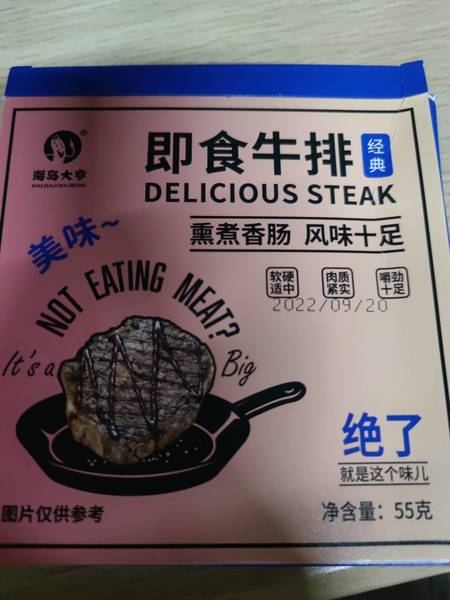 海岛大亨
HAI DAO DA HENG
即食牛排
经典
DELICIOUS STEAK
熏煮香肠 风味十足
美味~
软硬适中
肉质紧实
嚼劲十足
2022/09/20
NOT EATING MEAT?
It's a
Big
绝了
就是这个味儿
图片仅供参考
净含量：55克